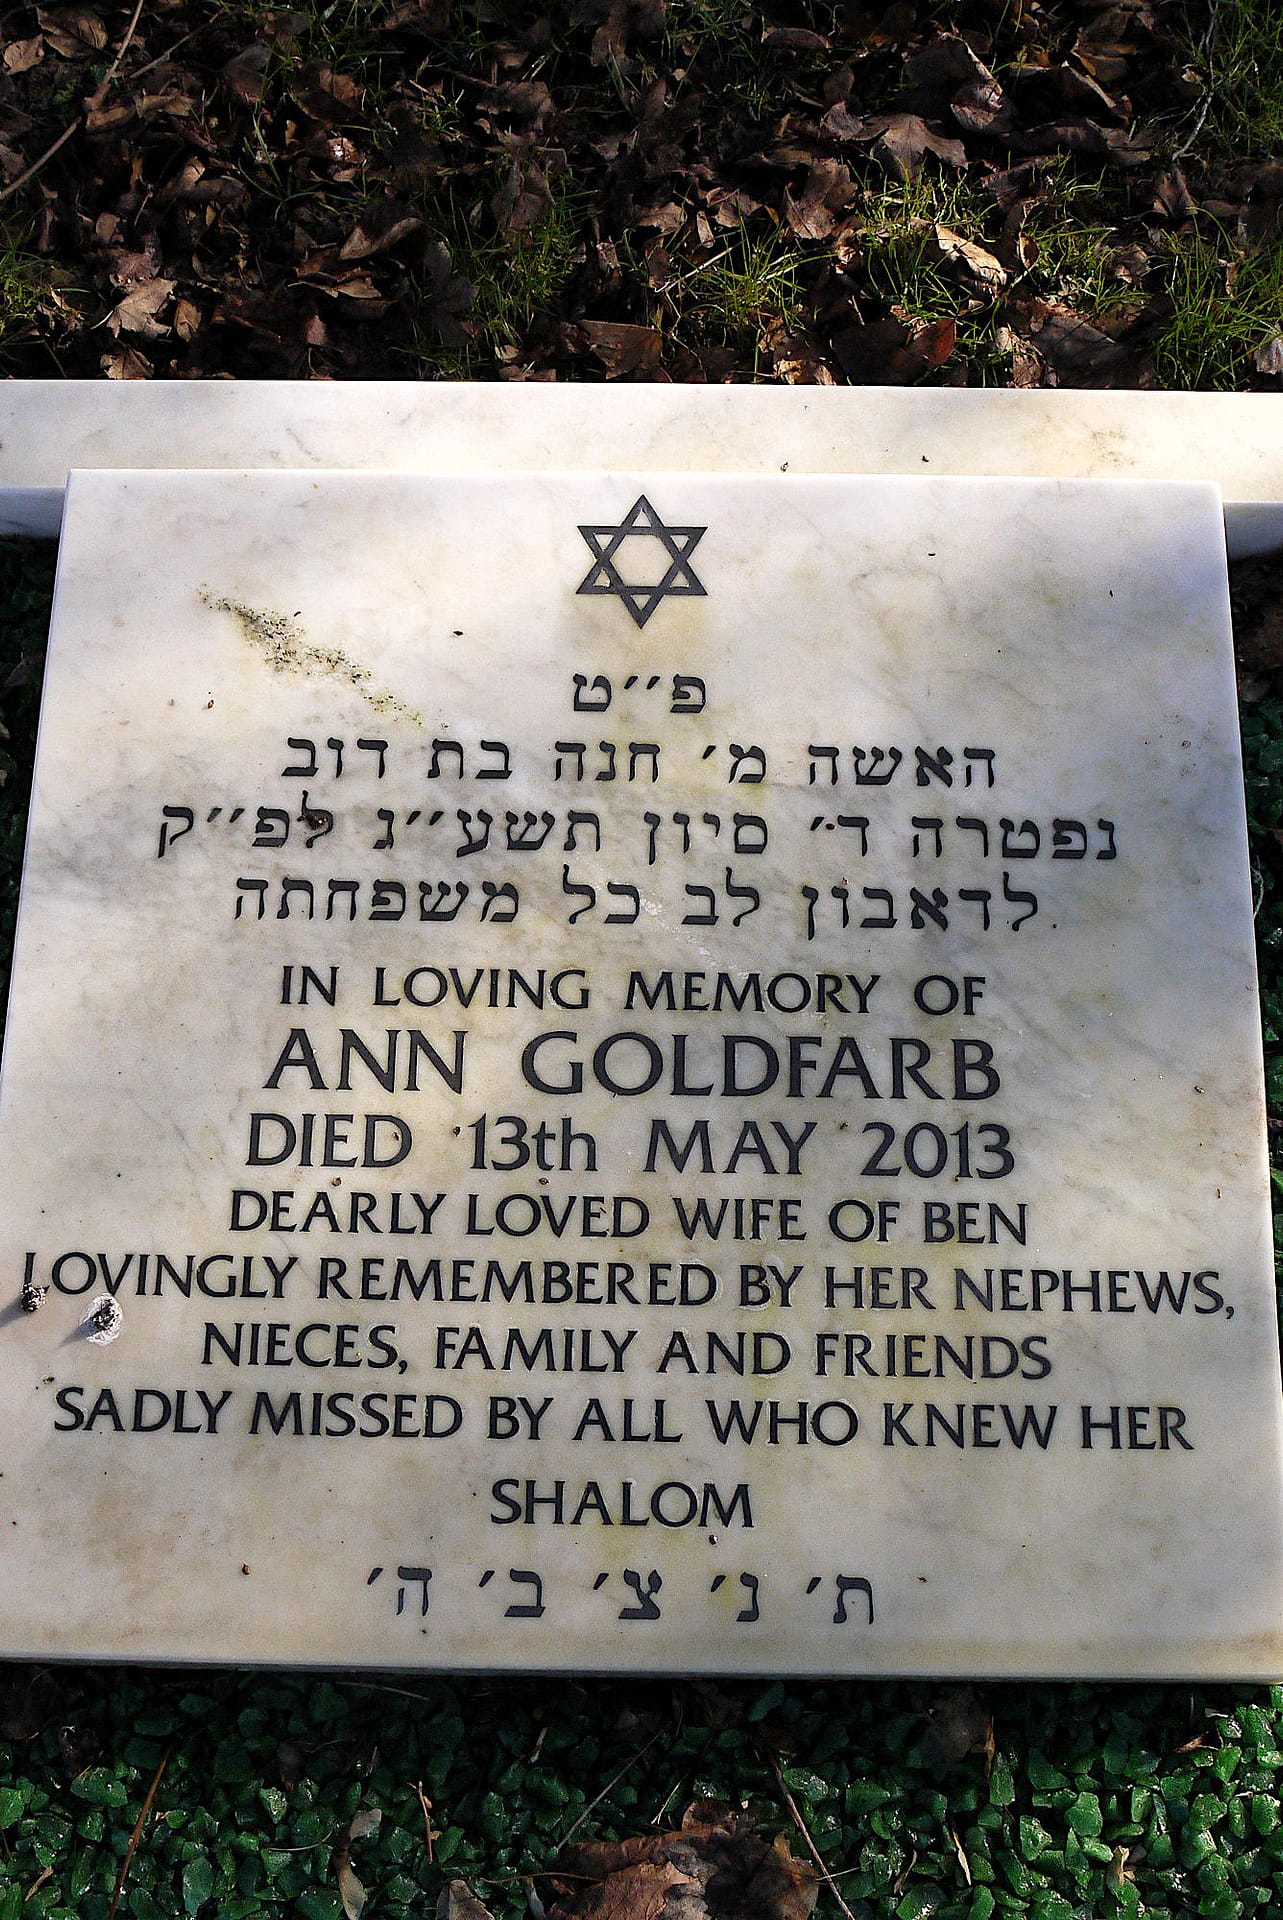 פ״ט
האשה מ׳ חנה בת דוב
נפטרה ד׳ סיון תשע״ג לפ״ק
לדאבון לב כל משפחתה
IN LOVING MEMORY OF
ANN GOLDFARB
DIED 13th MAY 2013
DEARLY LOVED WIFE OF BEN
LOVINGLY REMEMBERED BY HER NEPHEWS,
NIECES, FAMILY AND FRIENDS
SADLY MISSED BY ALL WHO KNEW HER
SHALOM
ת׳ נ׳ צ׳ ב׳ ה׳